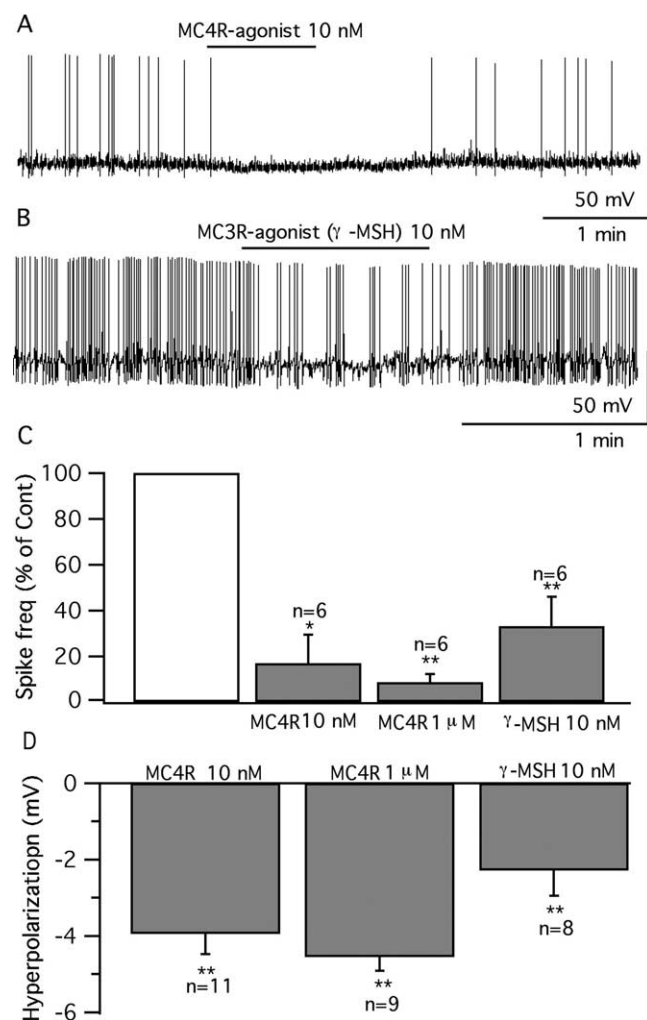 A
MC4R-agonist 10 nM
50 mV
1 min
B
MC3R-agonist (γ -MSH) 10 nM
50 mV
1 min
C
Spike freq (% of Cont)
100
80
60
40
20
0
n=6
*
n=6
**
n=6
**
MC4R10 nM
MC4R 1 μM
γ-MSH 10 nM
D
Hyperpolarizatiopn (mV)
0
-2
-4
-6
MC4R 10 nM
MC4R 1 μM
γ-MSH 10 nM
**
n=11
**
n=9
**
n=8